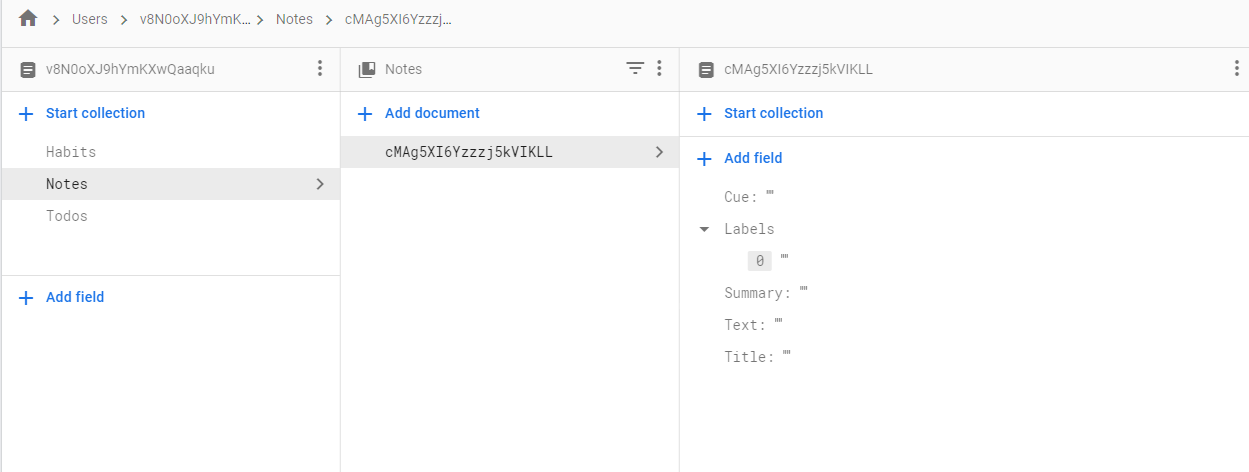 Users v8N0oXJ9hYmK... Notes cMAg5XI6Yzzzj...
v8N0oXJ9hYmKXwQaaqku
Notes
cMAg5XI6Yzzzj5kVIKLL
Start collection
Habits
Notes
Todos
Add field
Add document
cMAg5XI6Yzzzj5kVIKLL
Start collection
Add field
Cue: ""
Labels
0 ""
Summary: ""
Text: ""
Title: ""